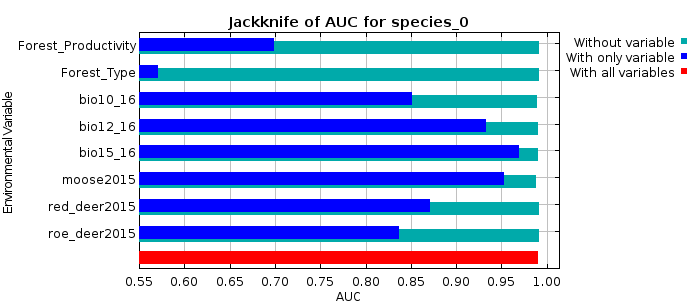 Jackknife of AUC for species_0
Environmental Variable
Forest_Productivity
Forest_Type
bio10_16
bio12_16
bio15_16
moose2015
red_deer2015
roe_deer2015
0.55 0.60 0.65 0.70 0.75 0.80 0.85 0.90 0.95 1.00
AUC
Without variable
With only variable
With all variables